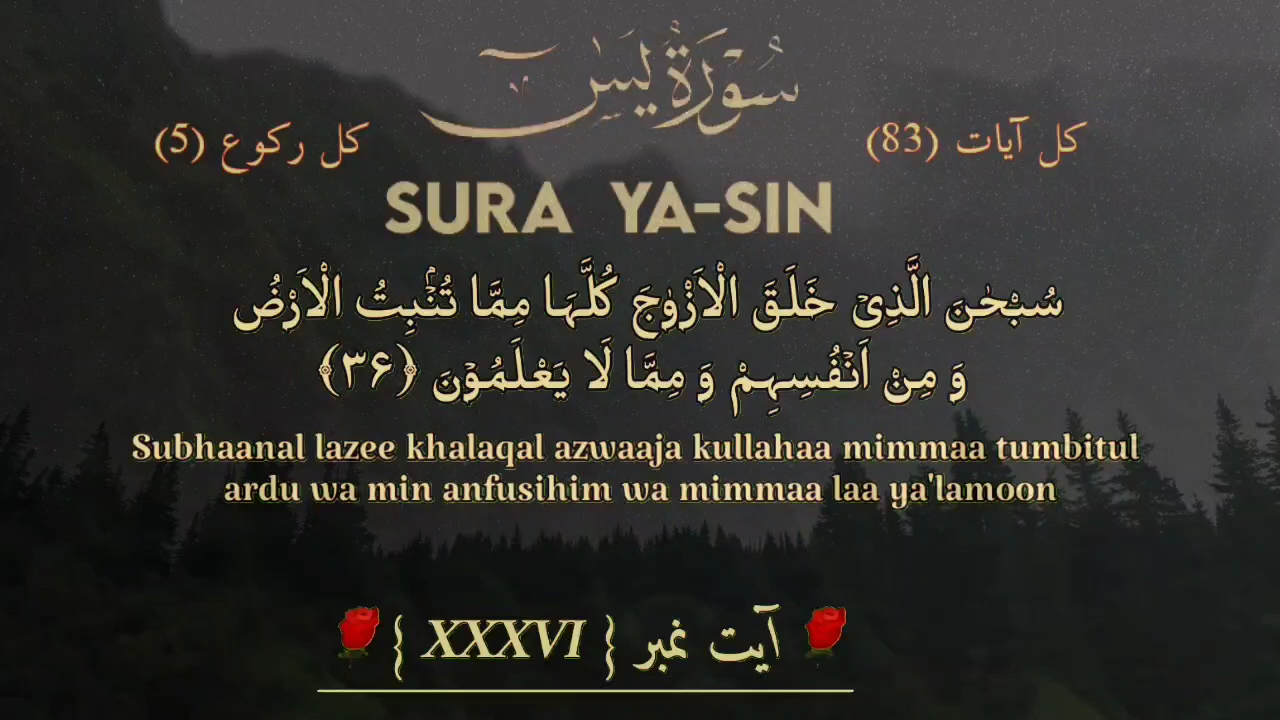 سُوْرَةُ يٰسٓ
کل آیات (83)
کل رکوع (5)
SURA YA-SIN
سُبْحٰنَ الَّذِیْ خَلَقَ الْاَزْوٰجَ كُلَّهَا مِمَّا تُنْۢبِتُ الْاَرْضُ
وَ مِنْ اَنْفُسِهِمْ وَ مِمَّا لَا یَعْلَمُوْنَ ﴿۳۶﴾
Subhaanal lazee khalaqal azwaaja kullahaa mimmaa tumbitul
ardu wa min anfusihim wa mimmaa laa ya'lamoon
آیت نمبر { XXXVI }